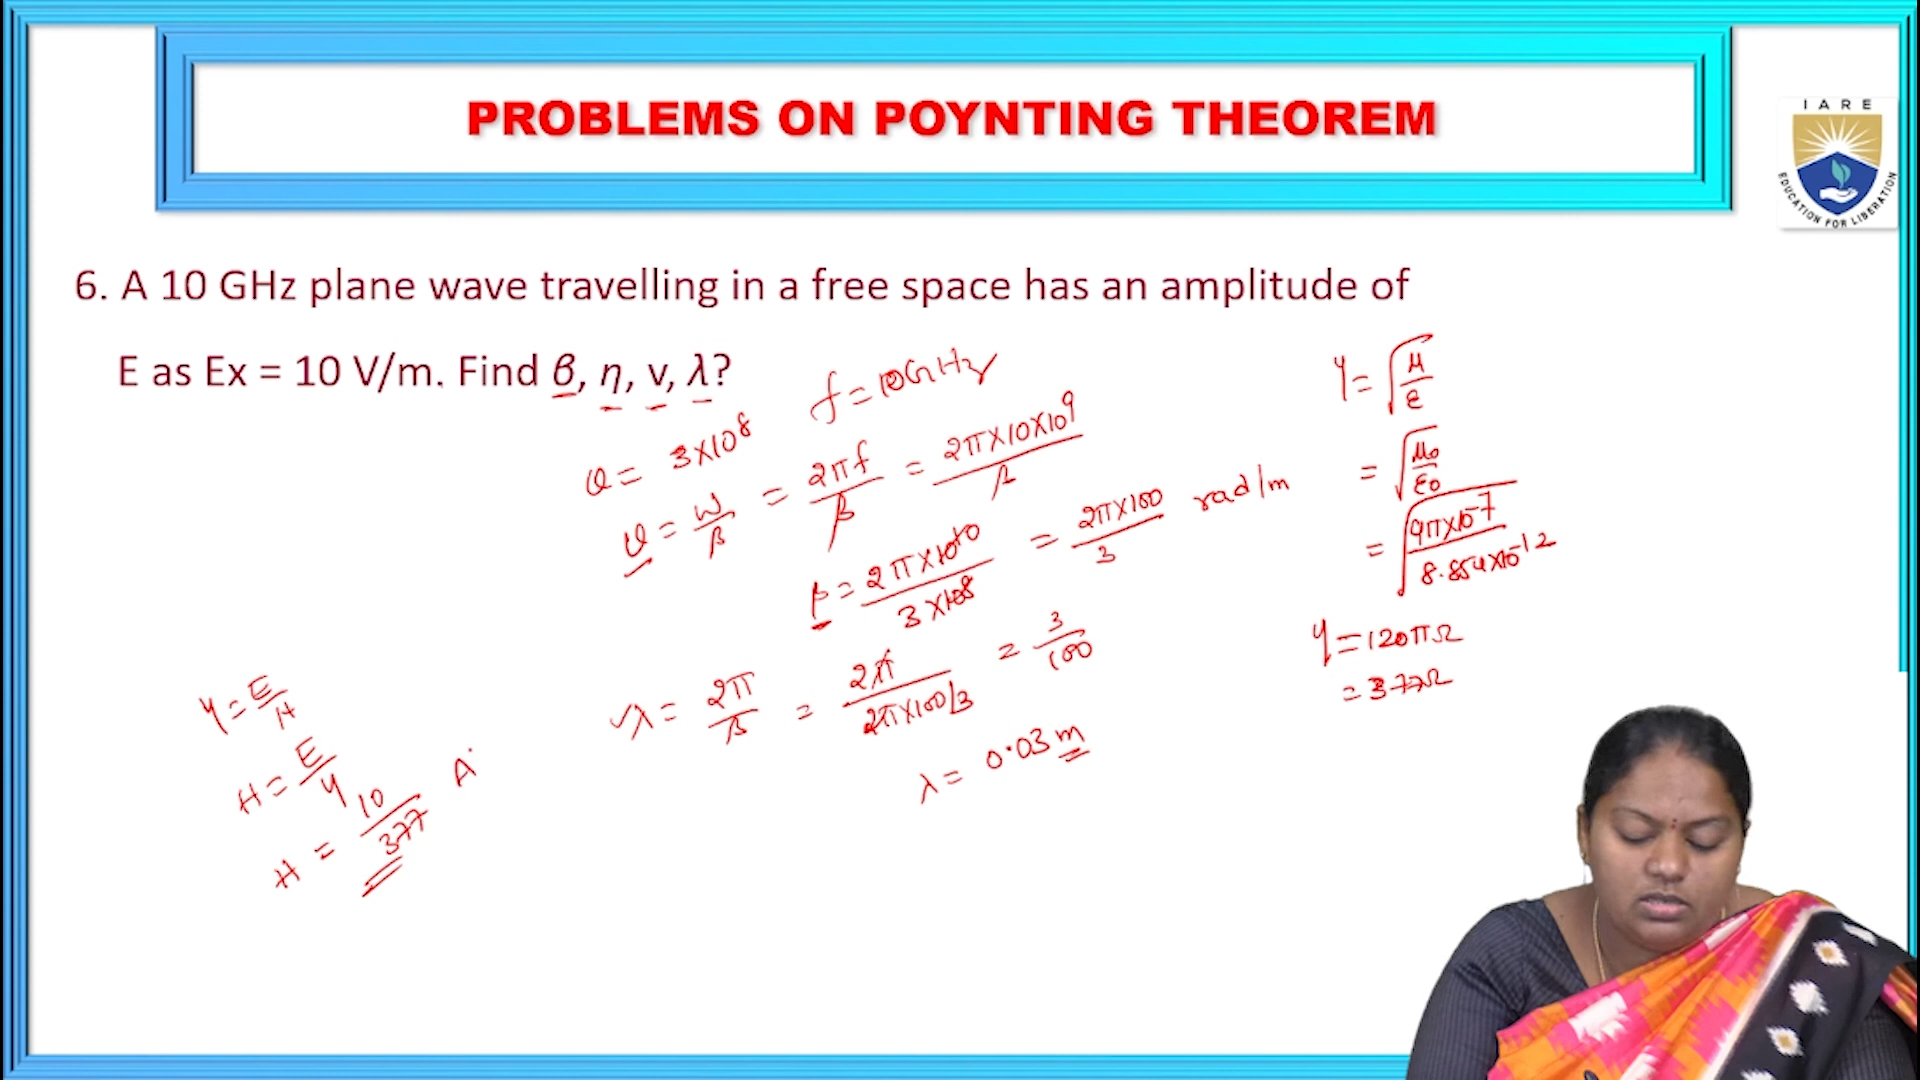 PROBLEMS ON POYNTING THEOREM
IARE
EDUCATION FOR LIBERATION
6. A 10 GHz plane wave travelling in a free space has an amplitude of
E as Ex = 10 V/m. Find β, η, v, λ?
f = 10GHz
v = 3×10⁸
v = ω/β = 2πf/β = 2π×10×10⁹/β
β = 2π×10¹⁰/3×10⁸ = 2π×100/3 rad/m
λ = 2π/β = 2π/2π×100/3 = 3/100
λ = 0.03 m
η = √μ/ε
= √μ₀/ε₀
= √4π×10⁻⁷/8.854×10⁻¹²
η = 120πΩ
= 377Ω
η = E/H
H = E/η
H = 10/377 A